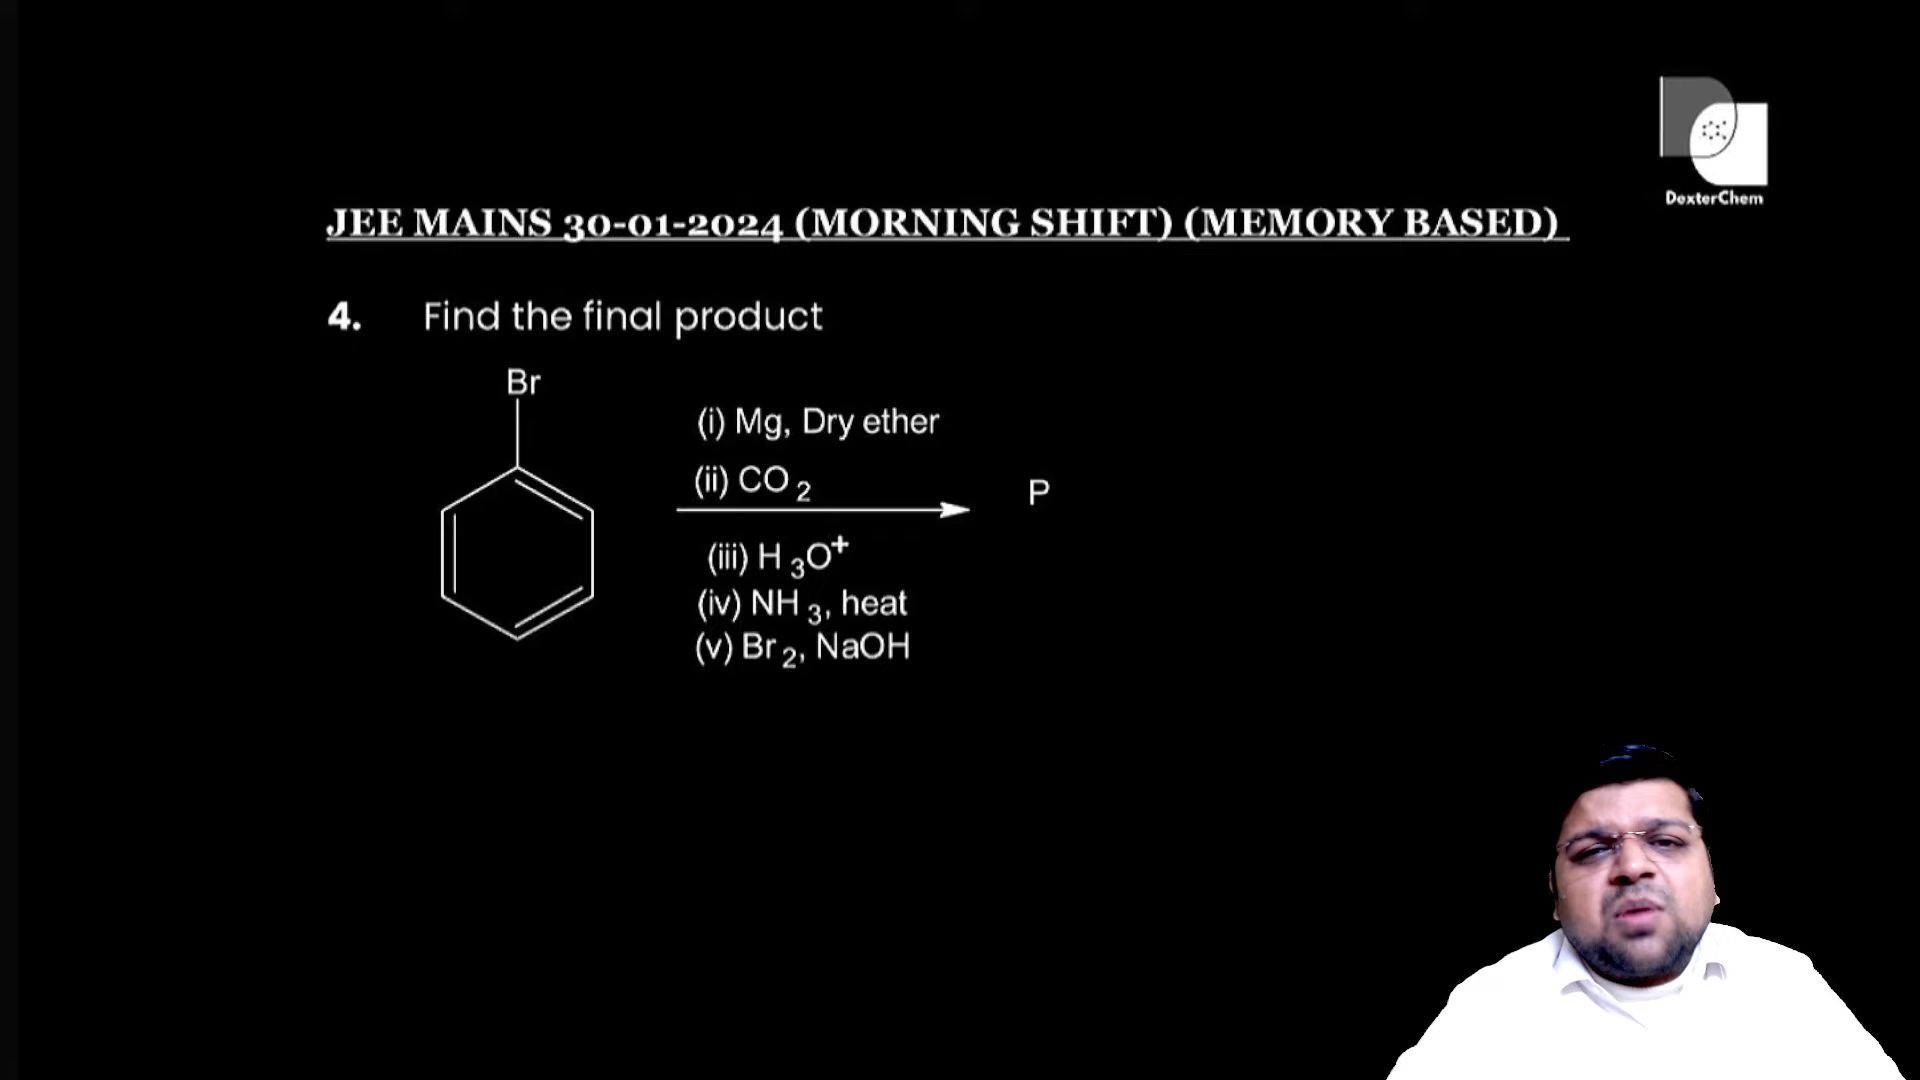 DexterChem
JEE MAINS 30-01-2024 (MORNING SHIFT) (MEMORY BASED)
4. Find the final product
Br
(i) Mg, Dry ether
(ii) CO2
P
(iii) H3O+
(iv) NH3, heat
(v) Br2, NaOH